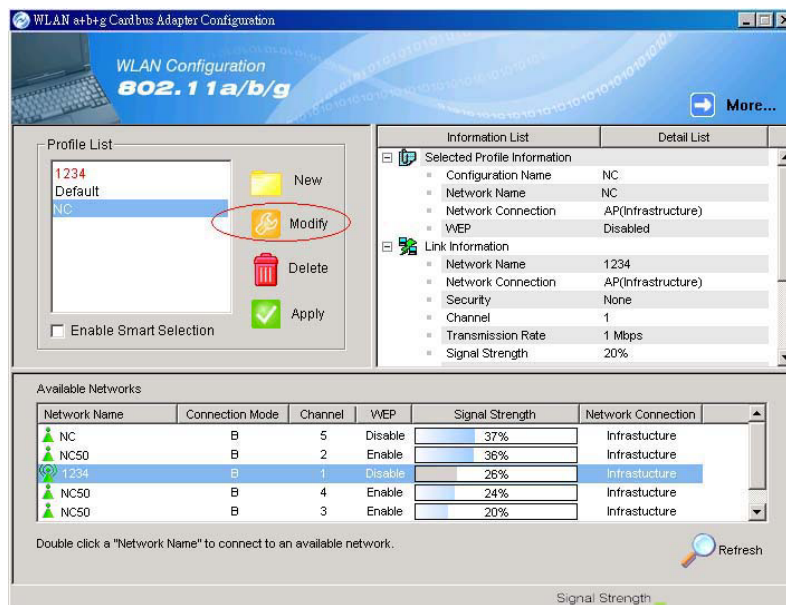 WLAN a+b+g Cardbus Adapter Configuration
WLAN Configuration
802.11a/b/g
More...
Profile List
1234
Default
NC
New
Modify
Delete
Apply
Enable Smart Selection
Information List Detail List
Selected Profile Information
Configuration Name NC
Network Name NC
Network Connection AP(Infrastructure)
WEP Disabled
Link Information
Network Name 1234
Network Connection AP(Infrastructure)
Security None
Channel 1
Transmission Rate 1 Mbps
Signal Strength 20%
Available Networks
Network Name Connection Mode Channel WEP Signal Strength Network Connection
NC B 5 Disable 37% Infrastucture
NC50 B 2 Enable 36% Infrastucture
1234 B 1 Disable 26% Infrastucture
NC50 B 4 Enable 24% Infrastucture
NC50 B 3 Enable 20% Infrastucture
Double click a "Network Name" to connect to an available network.
Refresh
Signal Strength